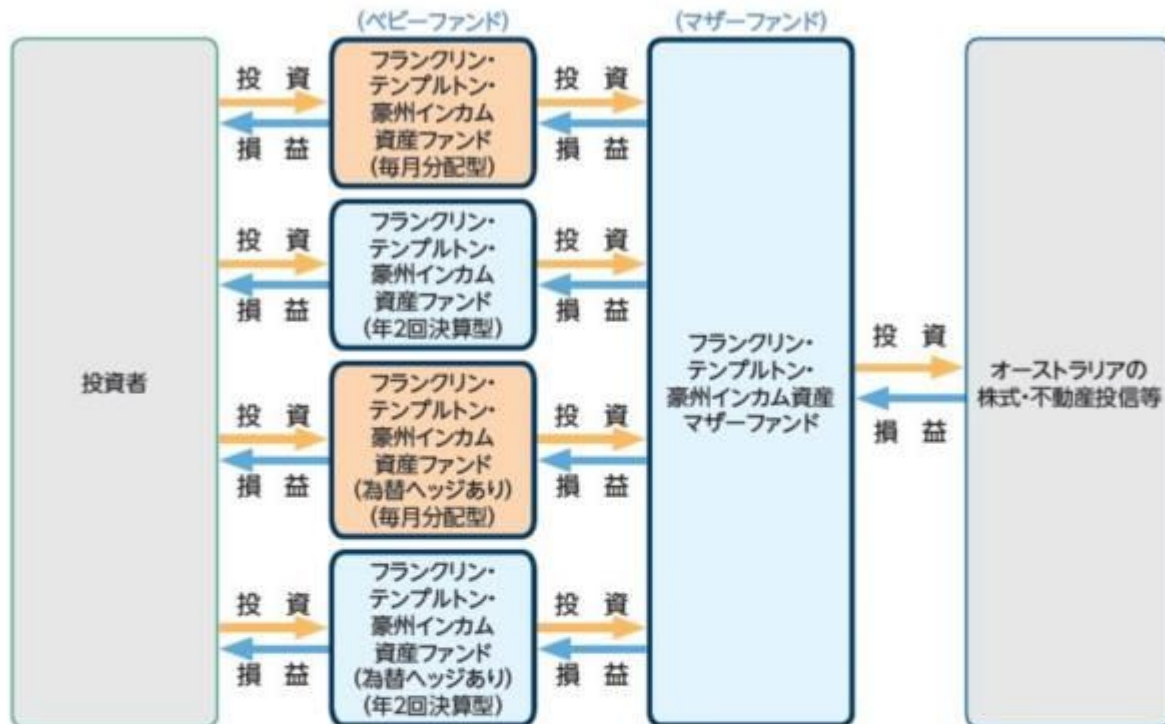 (ベビーファンド)
(マザーファンド)
投資者
投 資
損 益
フランクリン・
テンプルトン・
豪州インカム
資産ファンド
(毎月分配型)
投 資
損 益
投 資
損 益
フランクリン・
テンプルトン・
豪州インカム
資産ファンド
(年2回決算型)
投 資
損 益
投 資
損 益
フランクリン・
テンプルトン・
豪州インカム
資産ファンド
(為替ヘッジあり)
(毎月分配型)
投 資
損 益
投 資
損 益
フランクリン・
テンプルトン・
豪州インカム
資産ファンド
(為替ヘッジあり)
(年2回決算型)
投 資
損 益
フランクリン・
テンプルトン・
豪州インカム資産
マザーファンド
投 資
損 益
オーストラリアの
株式・不動産投信等